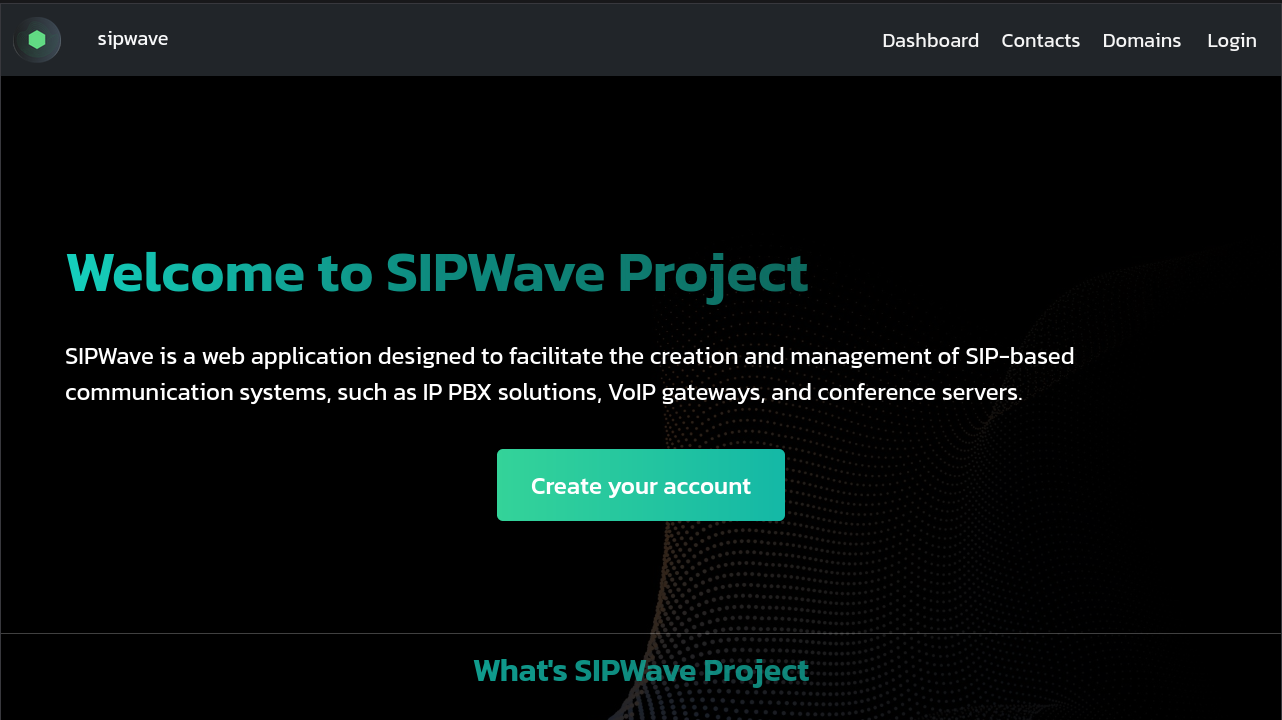 sipwave
Dashboard Contacts Domains Login
Welcome to SIPWave Project
SIPWave is a web application designed to facilitate the creation and management of SIP-based
communication systems, such as IP PBX solutions, VoIP gateways, and conference servers.
Create your account
What's SIPWave Project